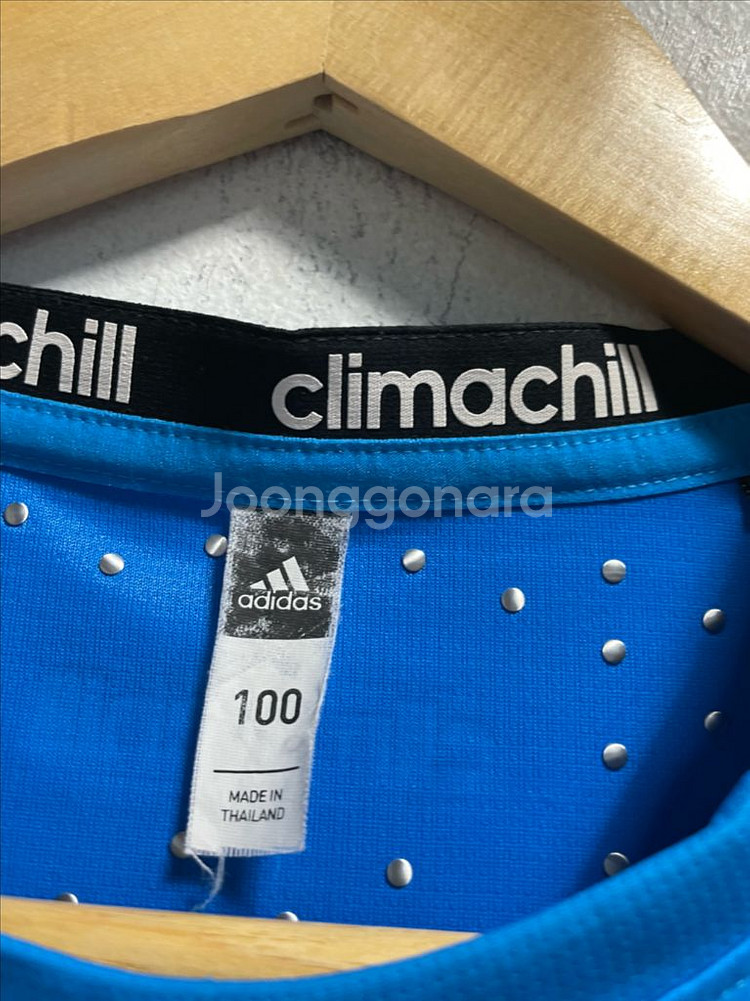 chill climachill
Joonggonara
adidas
100
MADE IN
THAILAND